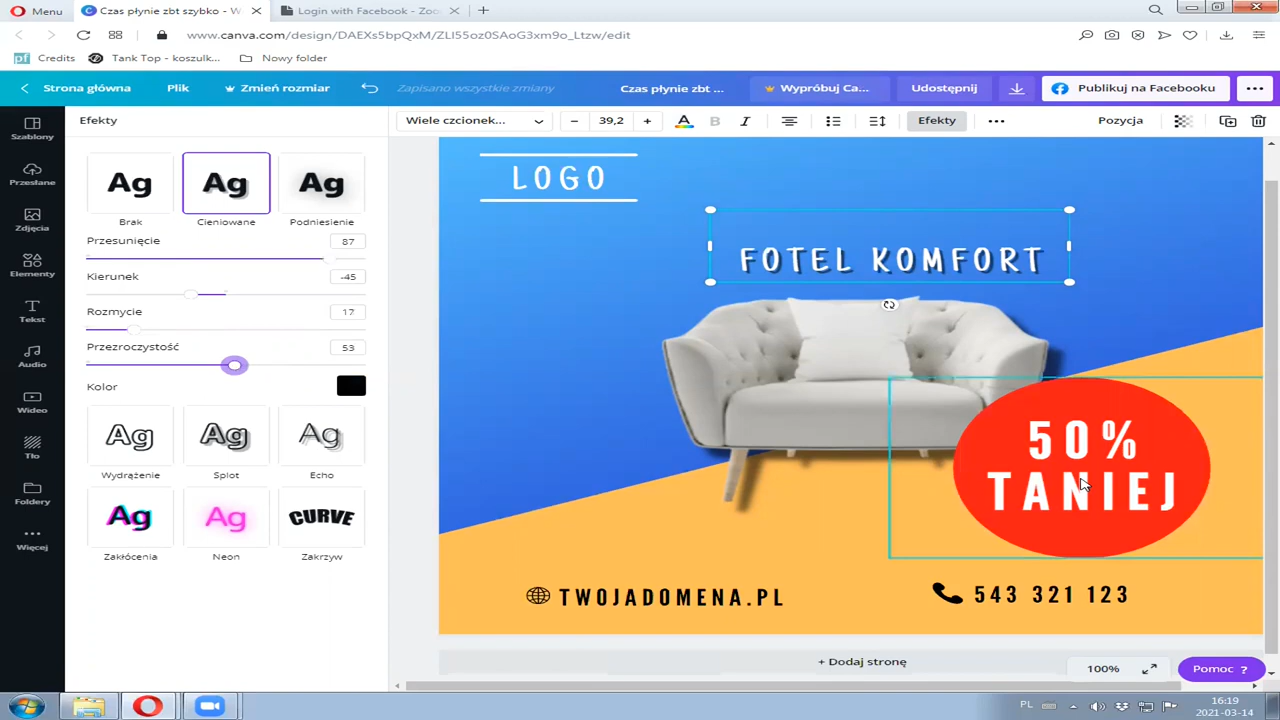 Menu
Czas płynie zbt szybko - W
Login with Facebook - Zoo
www.canva.com/design/DAEXs5bpQxM/ZLI55oz0SAoG3xm9o_Ltzw/edit
pf Credits
Tank Top - koszulk...
Nowy folder
Strona główna
Plik
Zmień rozmiar
Zapisano wszystkie zmiany
Czas płynie zbt ...
Wypróbuj Ca...
Udostępnij
Publikuj na Facebooku
Szablony
Przesłane
Zdjęcia
Elementy
Tekst
Audio
Wideo
Tło
Foldery
Więcej
Efekty
Ag
Ag
Ag
Brak
Cieniowane
Podniesienie
Przesunięcie
87
Kierunek
-45
Rozmycie
17
Przezroczystość
53
Kolor
Ag
Ag
Ag
Wydrążenie
Splot
Echo
Ag
Ag
CURVE
Zakłócenia
Neon
Zakrzyw
Wiele czcionek...
39,2
A
B
I
Efekty
Pozycja
LOGO
FOTEL KOMFORT
50%
TANIEJ
TWOJADOMENA.PL
543 321 123
+ Dodaj stronę
100%
Pomoc ?
PL
16:19
2021-03-14